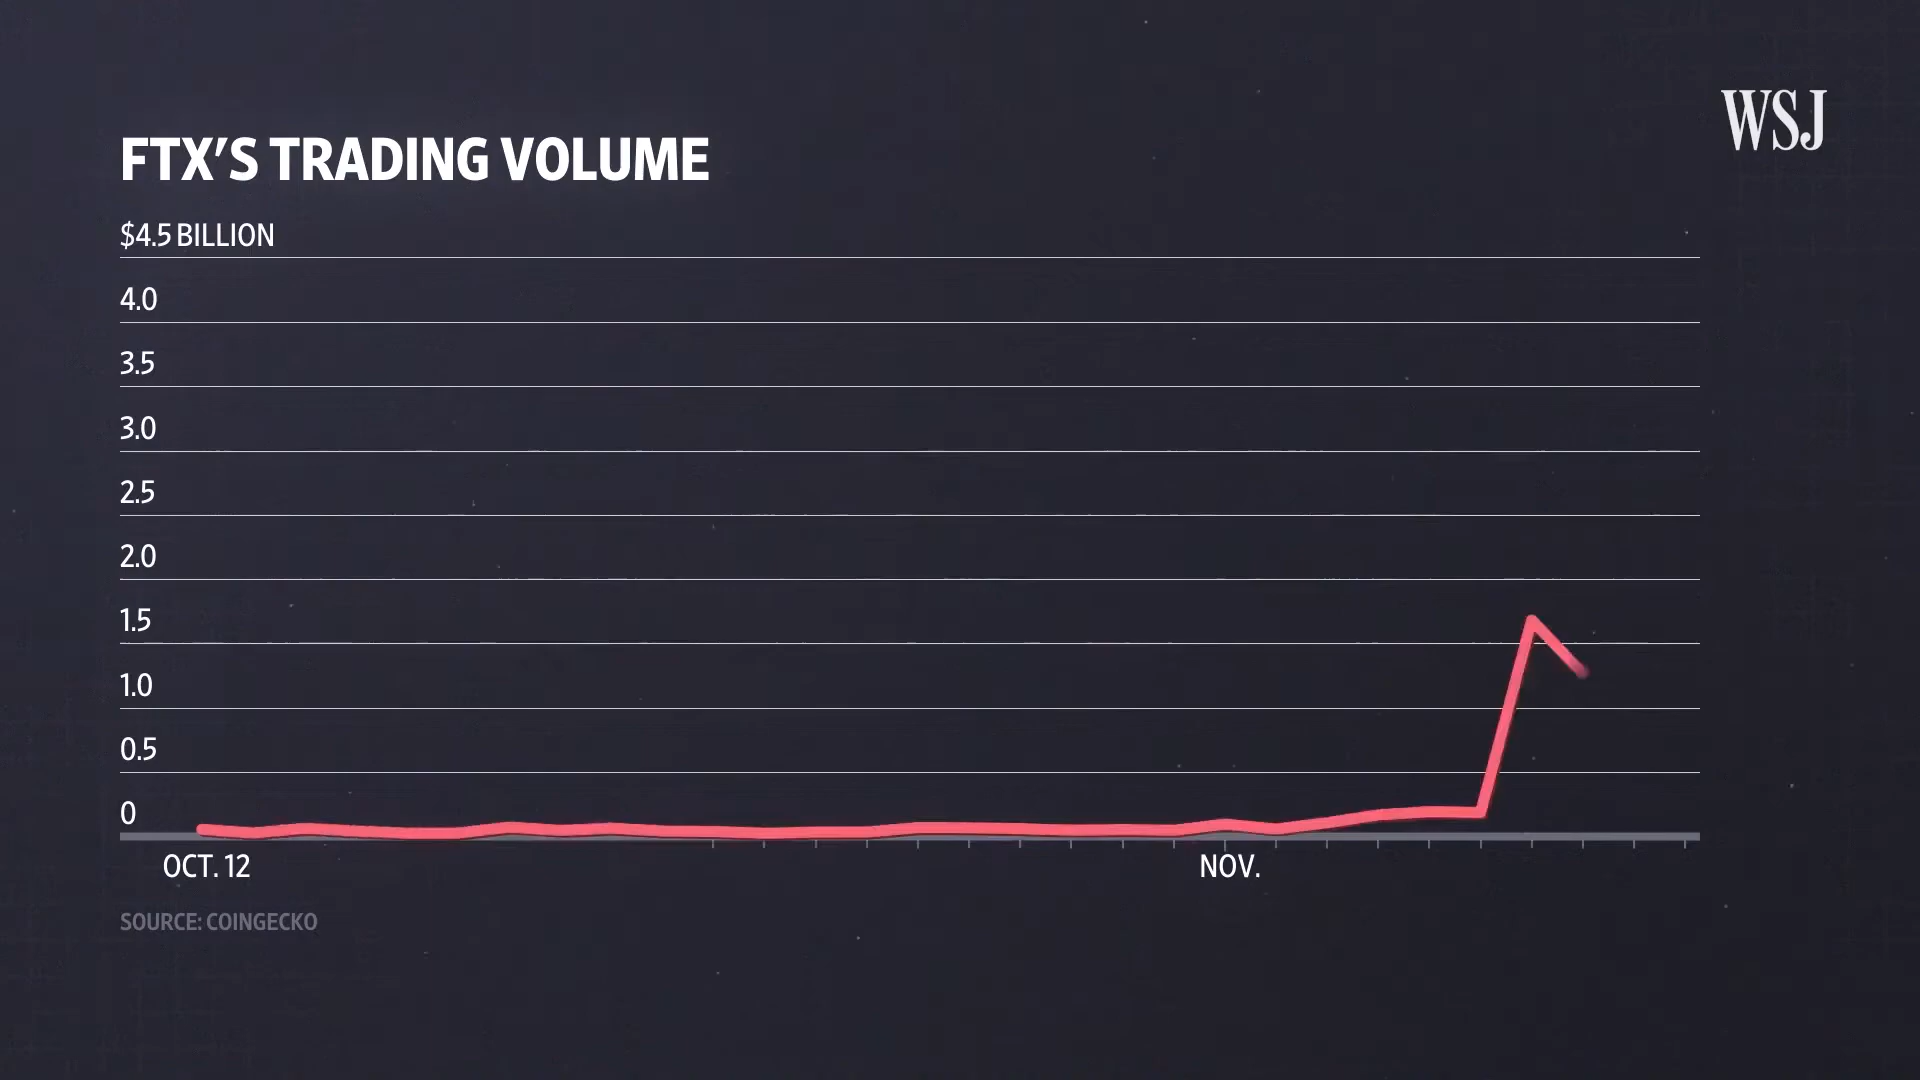 WSJ
FTX'S TRADING VOLUME
$4.5 BILLION
4.0
3.5
3.0
2.5
2.0
1.5
1.0
0.5
0
OCT. 12
NOV.
SOURCE: COINGECKO